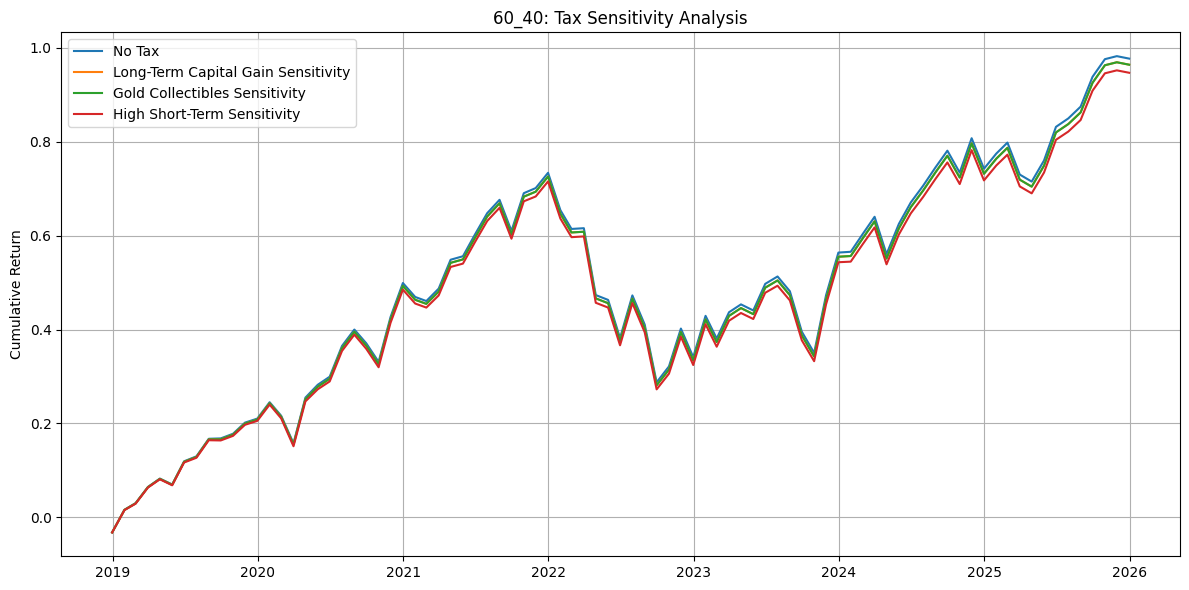 60_40: Tax Sensitivity Analysis
No Tax
Long-Term Capital Gain Sensitivity
Gold Collectibles Sensitivity
High Short-Term Sensitivity
Cumulative Return
1.0
0.8
0.6
0.4
0.2
0.0
2019 2020 2021 2022 2023 2024 2025 2026